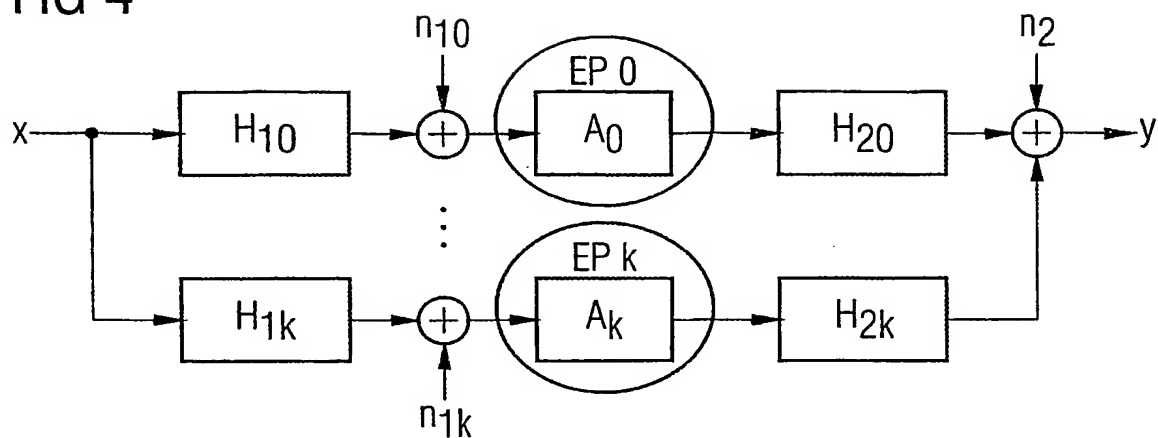 n10
n2
EP 0
x
H10
+
A0
H20
+
y
⋮
EP k
H1k
+
Ak
H2k
n1k